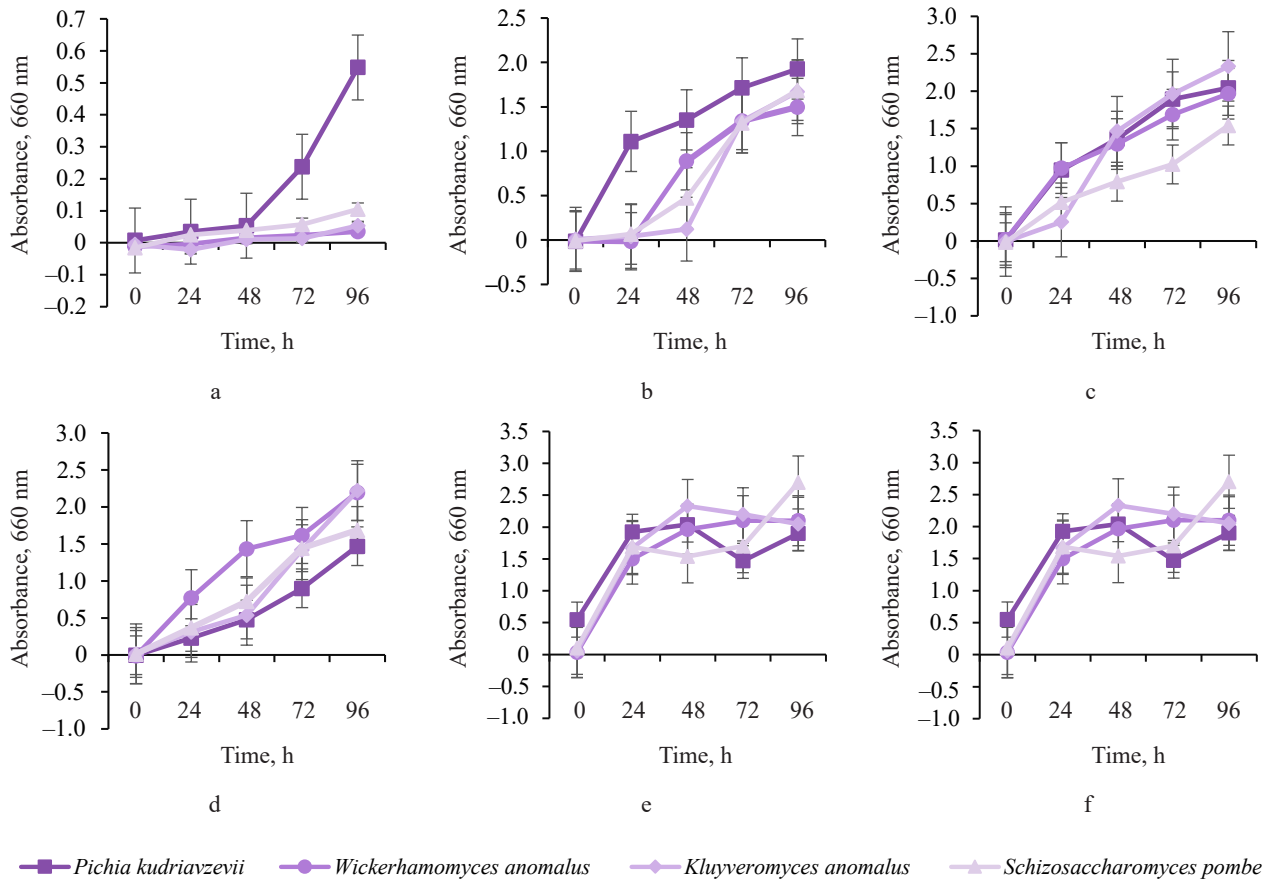 0.7
0.6
0.5
0.4
0.3
0.2
0.1
0
–0.1
–0.2
Absorbance, 660 nm
0 24 48 72 96
Time, h
a
2.5
2.0
1.5
1.0
0.5
0
–0.5
Absorbance, 660 nm
0 24 48 72 96
Time, h
b
3.0
2.5
2.0
1.5
1.0
0.5
0
–0.5
–1.0
Absorbance, 660 nm
0 24 48 72 96
Time, h
c
3.0
2.5
2.0
1.5
1.0
0.5
0
–0.5
–1.0
Absorbance, 660 nm
0 24 48 72 96
Time, h
d
3.5
3.0
2.5
2.0
1.5
1.0
0.5
0
–0.5
–1.0
Absorbance, 660 nm
0 24 48 72 96
Time, h
e
3.5
3.0
2.5
2.0
1.5
1.0
0.5
0
–0.5
–1.0
Absorbance, 660 nm
0 24 48 72 96
Time, h
f
Pichia kudriavzevii Wickerhamomyces anomalus Kluyveromyces anomalus Schizosaccharomyces pombe